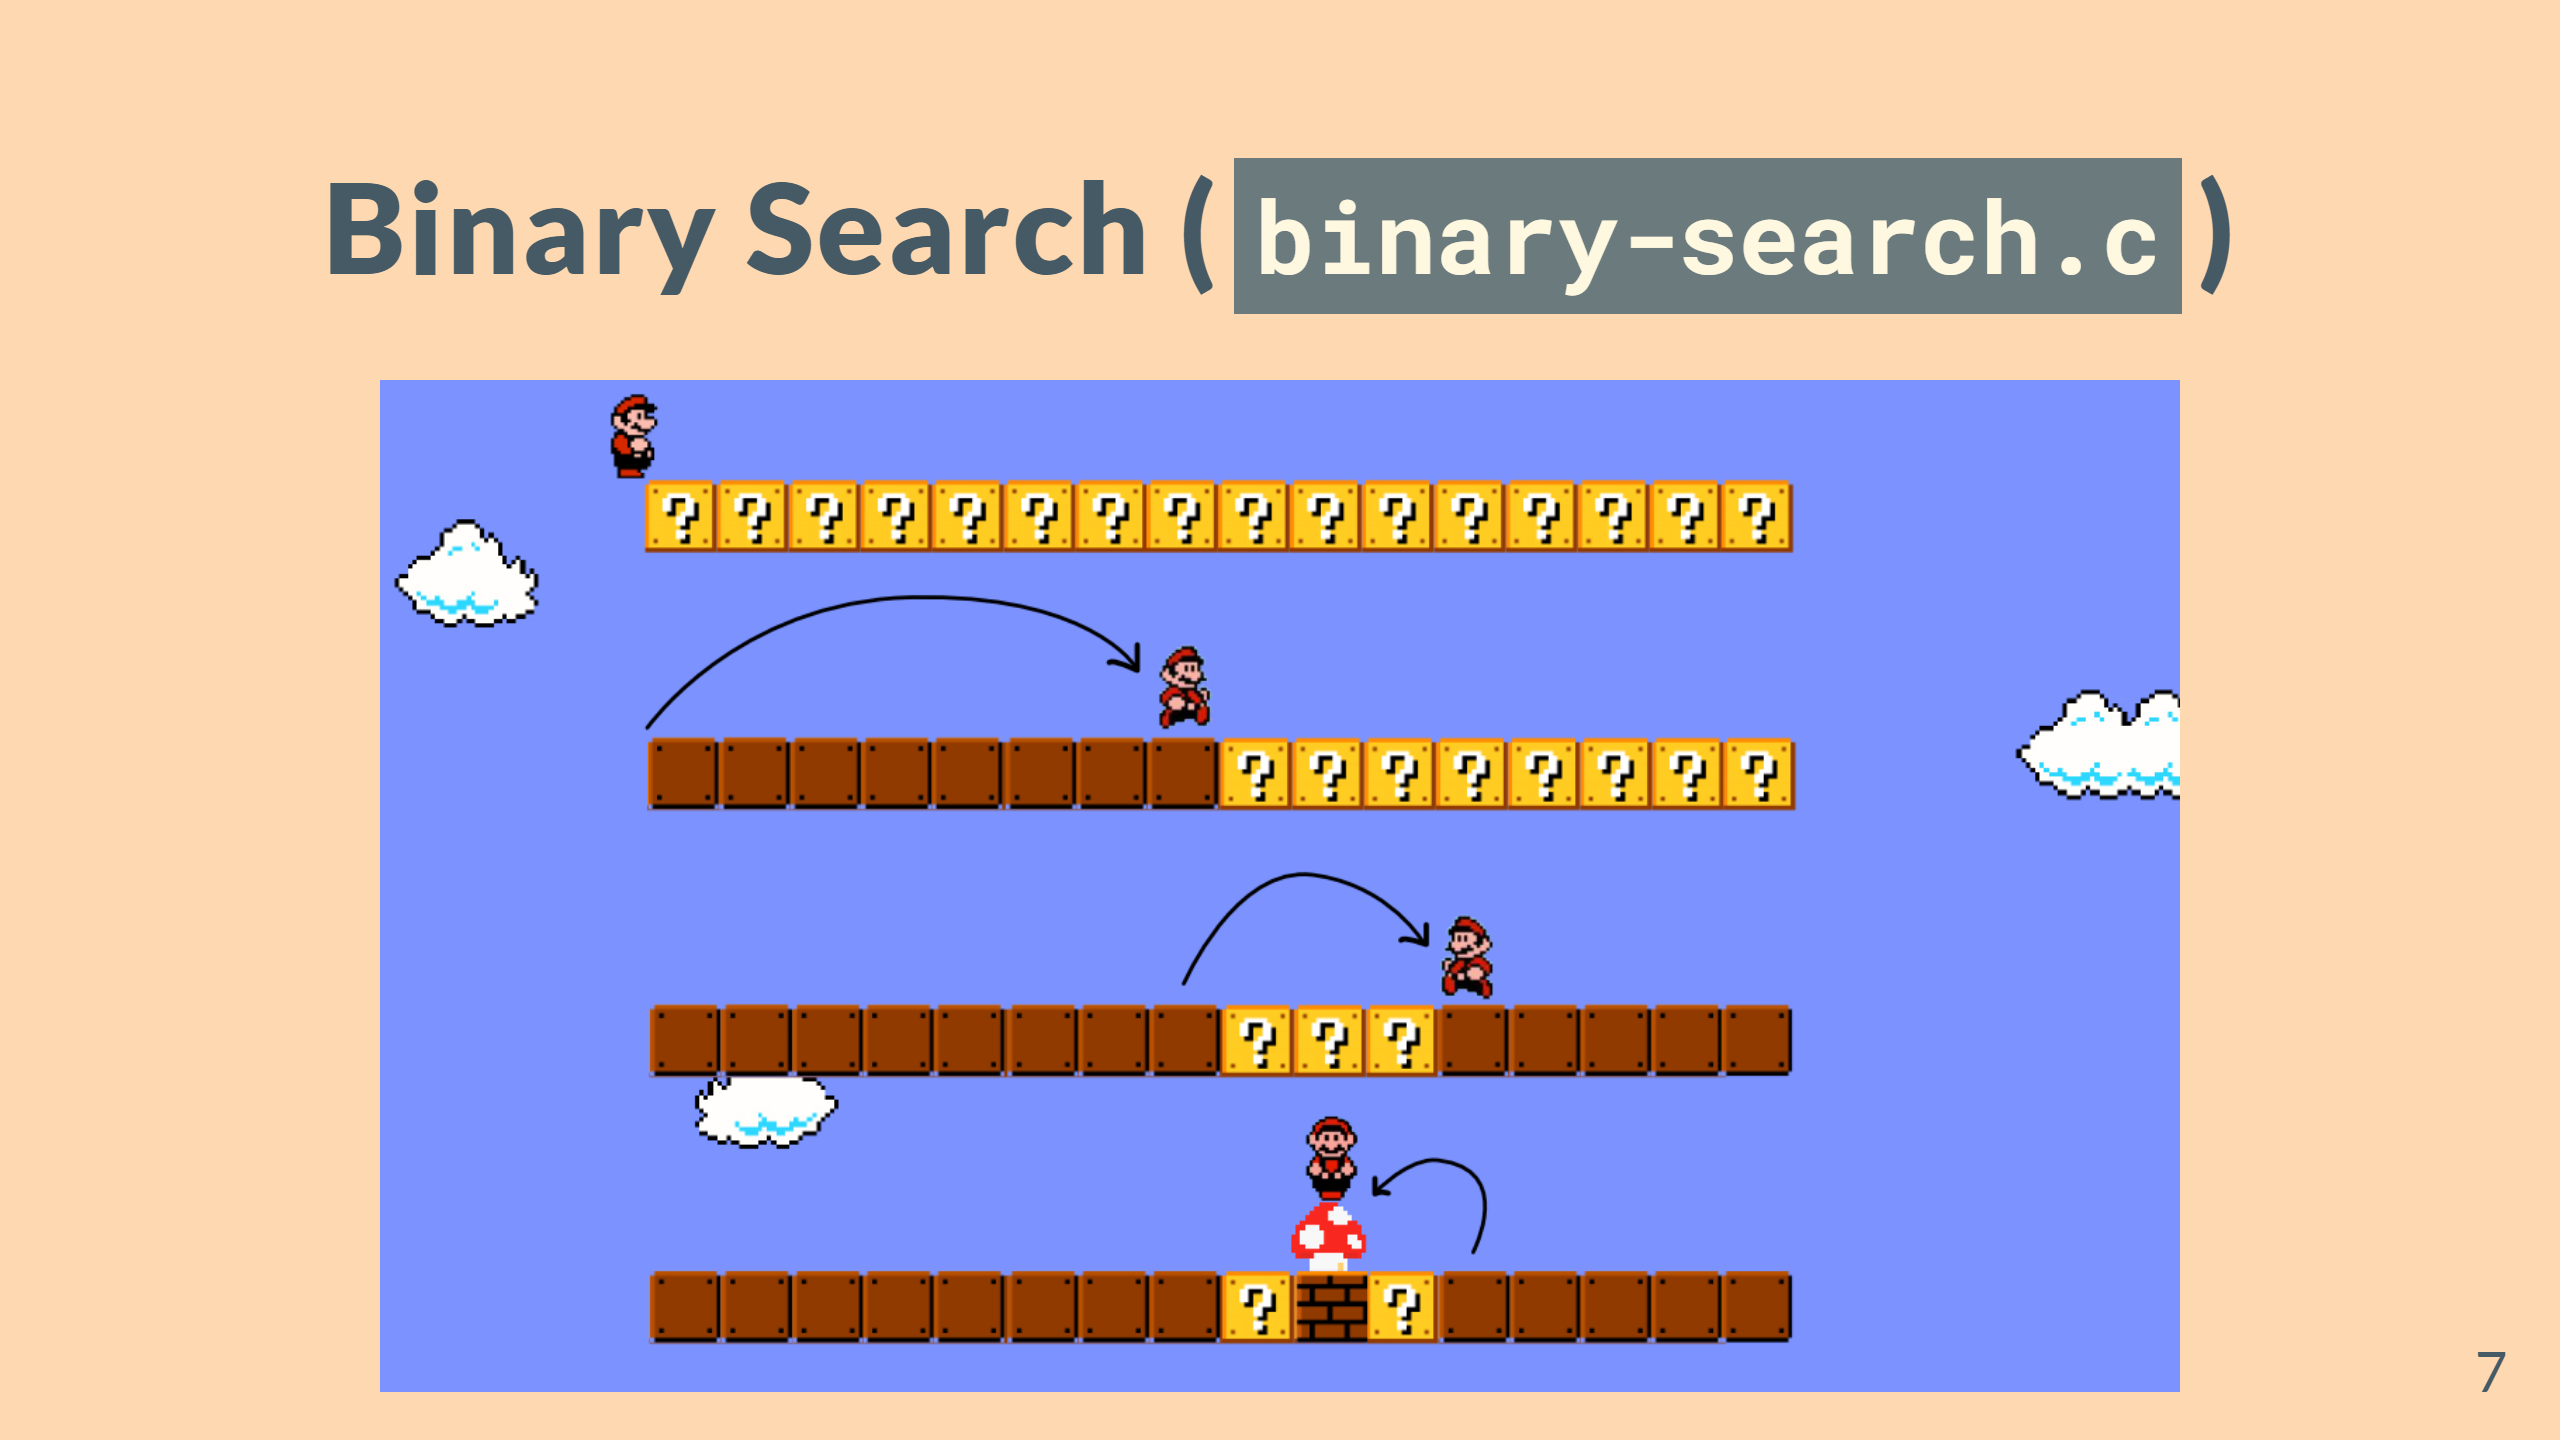 Binary Search ( binary-search.c )
? ? ? ? ? ? ? ? ? ? ? ? ? ? ? ?
? ? ? ? ? ? ? ?
? ? ?
? ?
7